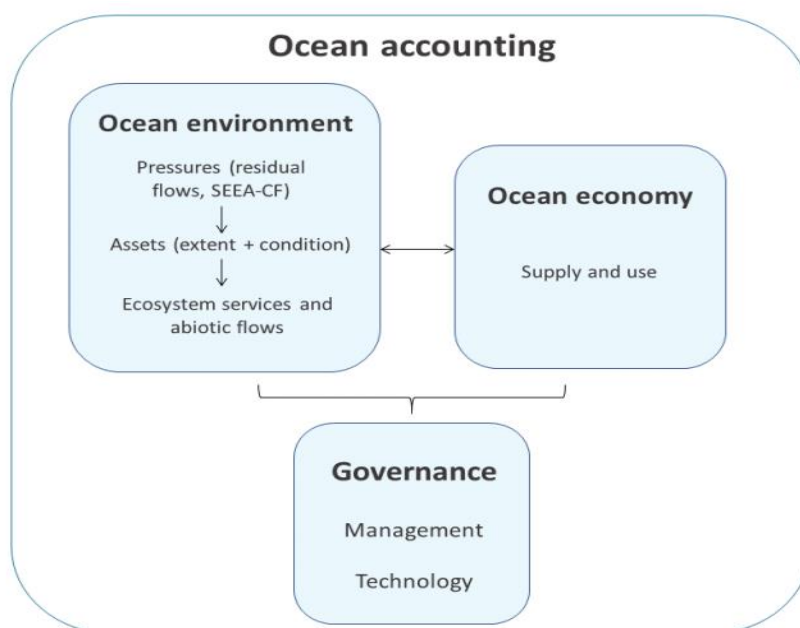 Ocean accounting
Ocean environment
Pressures (residual
flows, SEEA-CF)
Assets (extent + condition)
Ecosystem services and
abiotic flows
Ocean economy
Supply and use
Governance
Management
Technology